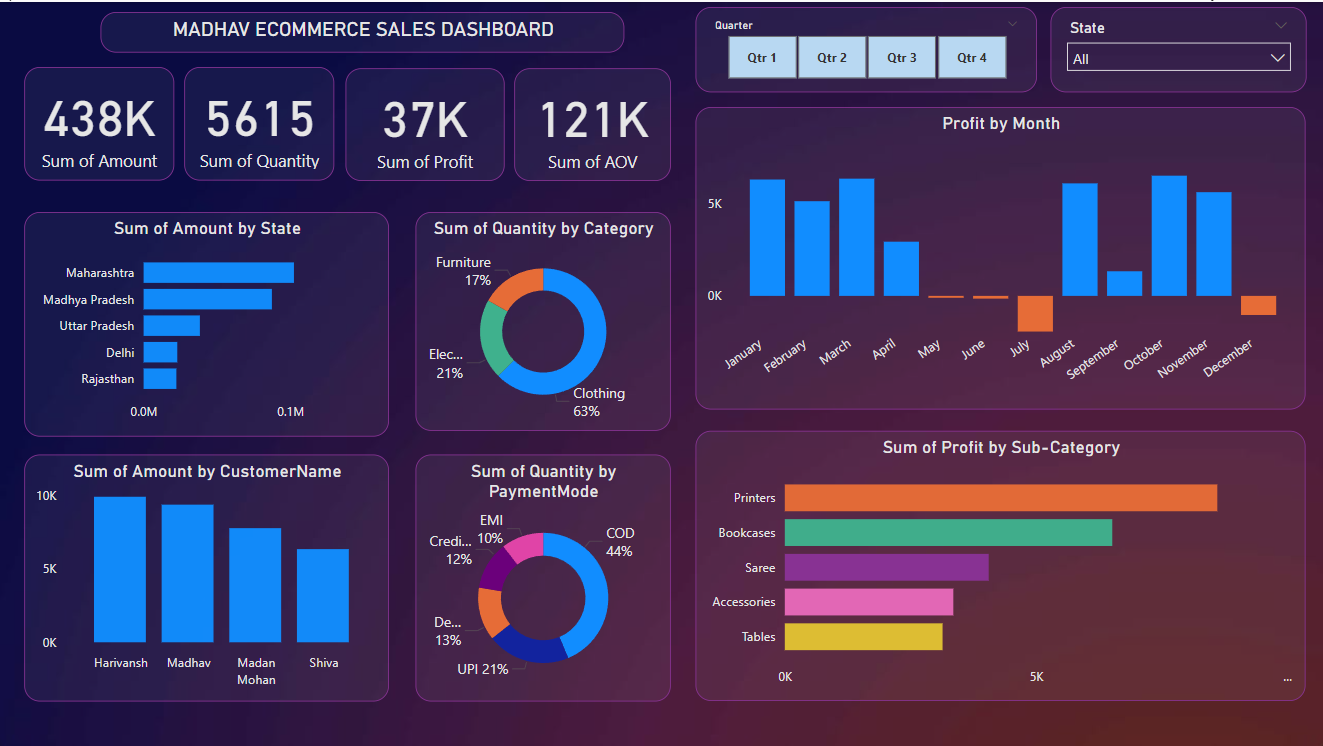 MADHAV ECOMMERCE SALES DASHBOARD
Quarter
Qtr 1
Qtr 2
Qtr 3
Qtr 4
State
All
438K
Sum of Amount
5615
Sum of Quantity
37K
Sum of Profit
121K
Sum of AOV
Profit by Month
5K
0K
January
February
March
April
May
June
July
August
September
October
November
December
Sum of Amount by State
Maharashtra
Madhya Pradesh
Uttar Pradesh
Delhi
Rajasthan
0.0M
0.1M
Sum of Quantity by Category
Furniture
17%
Elec...
21%
Clothing
63%
Sum of Amount by CustomerName
10K
5K
0K
Harivansh
Madhav
Madan
Mohan
Shiva
Sum of Quantity by
PaymentMode
EMI
10%
COD
44%
Credi...
12%
De...
13%
UPI 21%
Sum of Profit by Sub-Category
Printers
Bookcases
Saree
Accessories
Tables
0K
5K
...